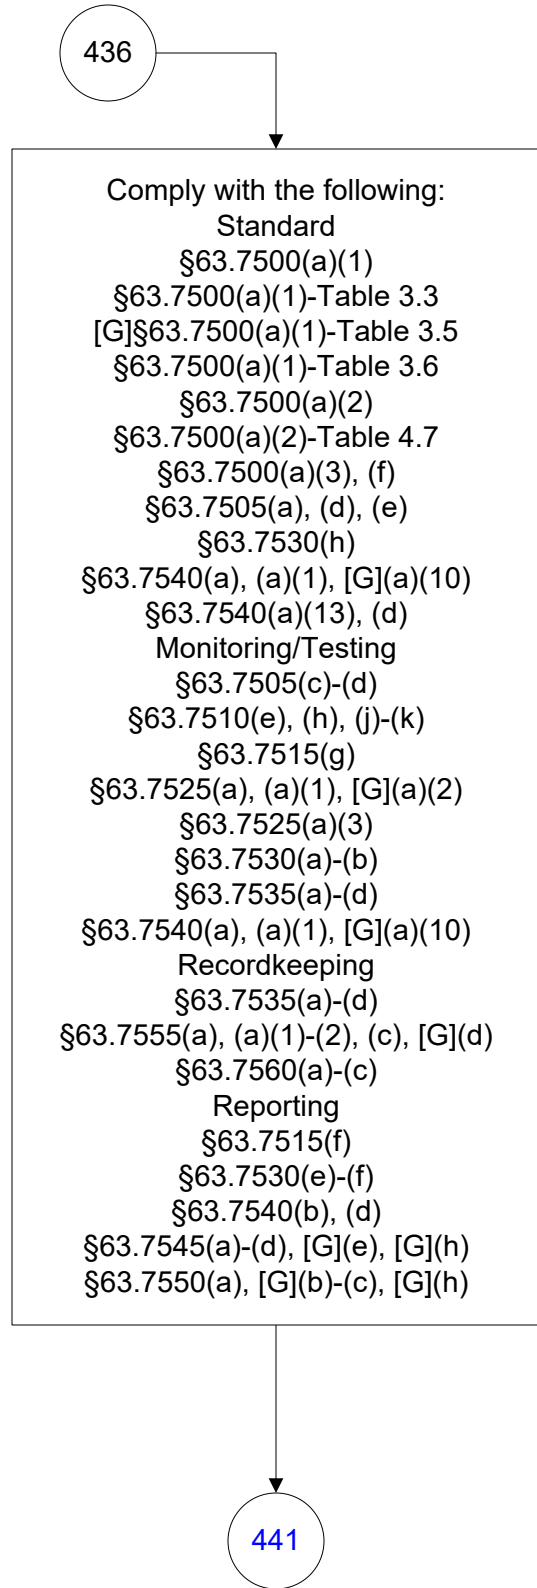 436
Comply with the following:
Standard
§63.7500(a)(1)
§63.7500(a)(1)-Table 3.3
[G]§63.7500(a)(1)-Table 3.5
§63.7500(a)(1)-Table 3.6
§63.7500(a)(2)
§63.7500(a)(2)-Table 4.7
§63.7500(a)(3), (f)
§63.7505(a), (d), (e)
§63.7530(h)
§63.7540(a), (a)(1), [G](a)(10)
§63.7540(a)(13), (d)
Monitoring/Testing
§63.7505(c)-(d)
§63.7510(e), (h), (j)-(k)
§63.7515(g)
§63.7525(a), (a)(1), [G](a)(2)
§63.7525(a)(3)
§63.7530(a)-(b)
§63.7535(a)-(d)
§63.7540(a), (a)(1), [G](a)(10)
Recordkeeping
§63.7535(a)-(d)
§63.7555(a), (a)(1)-(2), (c), [G](d)
§63.7560(a)-(c)
Reporting
§63.7515(f)
§63.7530(e)-(f)
§63.7540(b), (d)
§63.7545(a)-(d), [G](e), [G](h)
§63.7550(a), [G](b)-(c), [G](h)
441